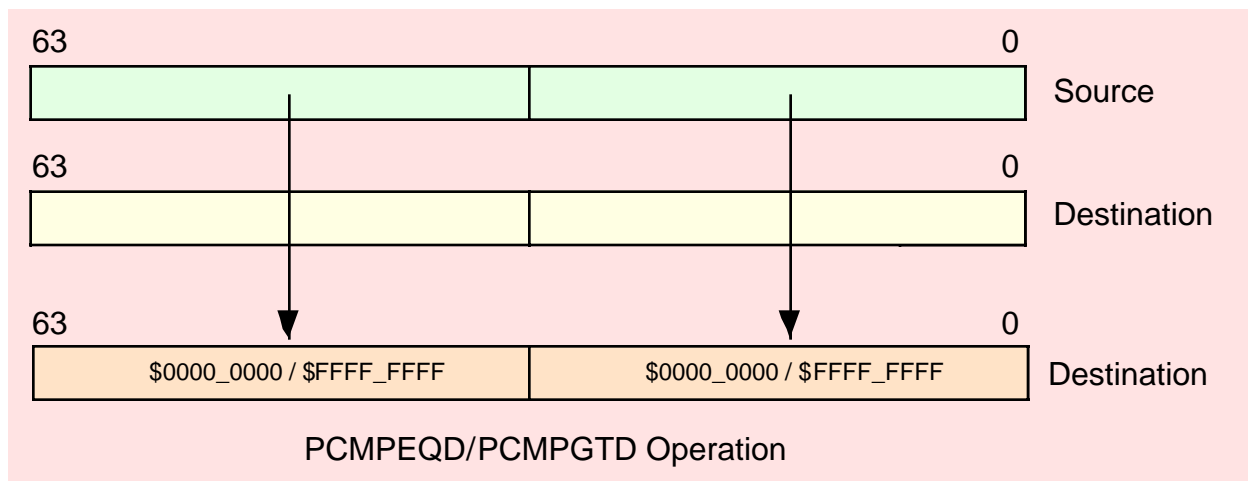 63 0
Source
63 0
Destination
63 0
$0000_0000 / $FFFF_FFFF $0000_0000 / $FFFF_FFFF Destination
PCMPEQD/PCMPGTD Operation